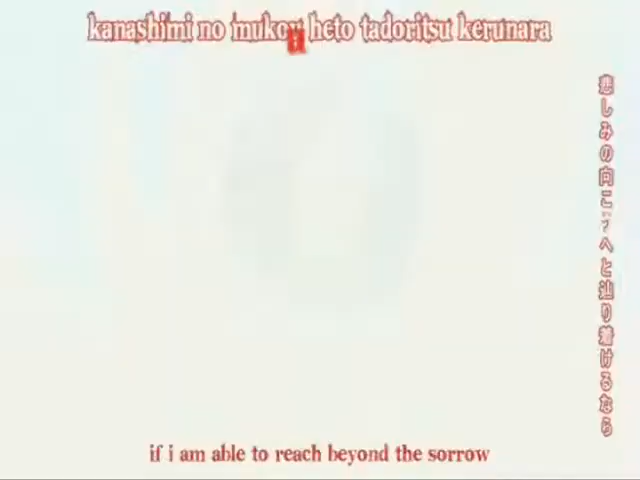 kanashimi no mukou heto tadoritsu kerunara
悲しみの向こうへと辿り着けるなら
if i am able to reach beyond the sorrow